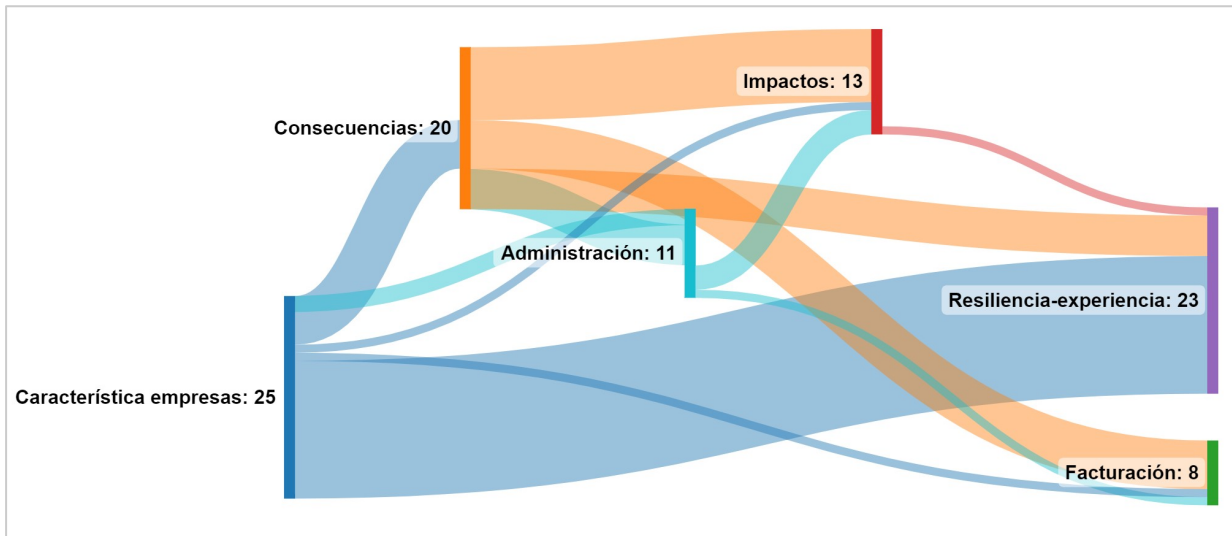 Impactos: 13
Consecuencias: 20
Administración: 11
Resiliencia-experiencia: 23
Característica empresas: 25
Facturación: 8